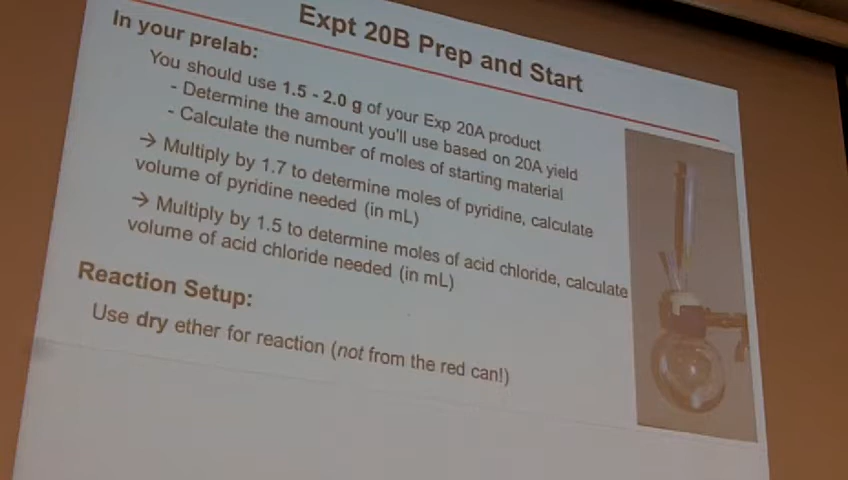 Expt 20B Prep and Start
In your prelab:
You should use 1.5 - 2.0 g of your Exp 20A product
- Determine the amount you'll use based on 20A yield
- Calculate the number of moles of starting material
→ Multiply by 1.7 to determine moles of pyridine, calculate
volume of pyridine needed (in mL)
→ Multiply by 1.5 to determine moles of acid chloride, calculate
volume of acid chloride needed (in mL)
Reaction Setup:
Use dry ether for reaction (not from the red can!)